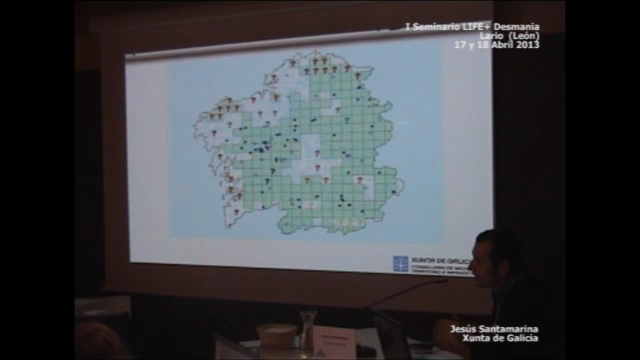 I Seminario LIFE+ Desmania
Lario (León)
17 y 18 Abril 2013
XUNTA DE GALICIA
Jesús Santamarina
Xunta de Galicia